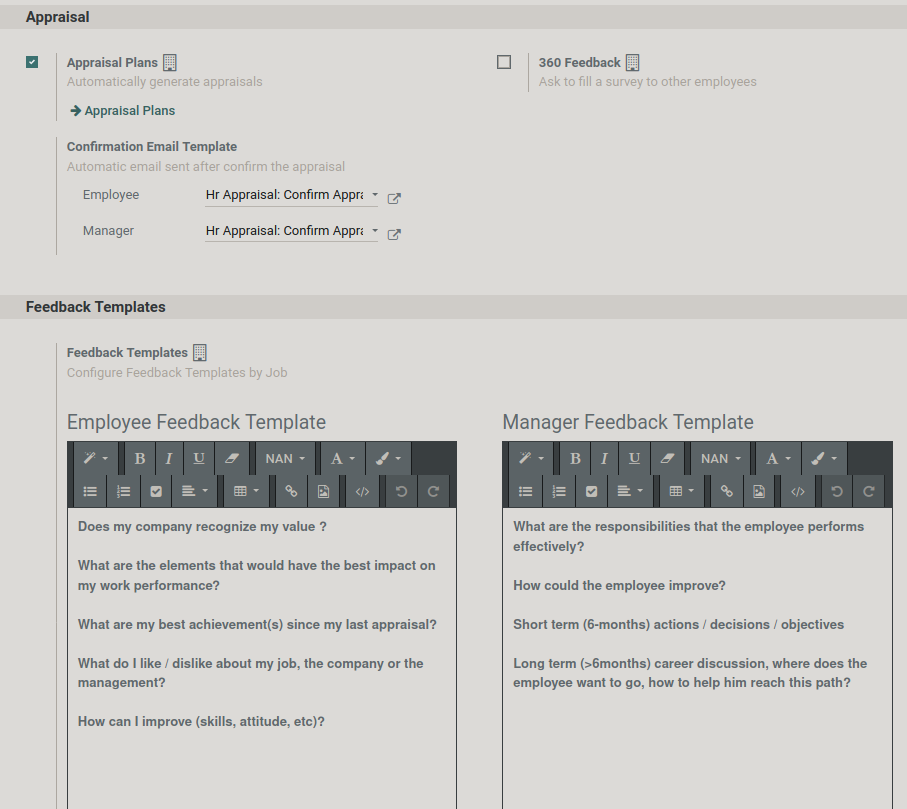 Appraisal
Appraisal Plans
Automatically generate appraisals
Appraisal Plans
360 Feedback
Ask to fill a survey to other employees
Confirmation Email Template
Automatic email sent after confirm the appraisal
Employee Hr Appraisal: Confirm Appra
Manager Hr Appraisal: Confirm Appra
Feedback Templates
Feedback Templates
Configure Feedback Templates by Job
Employee Feedback Template
B I U NAN A
Does my company recognize my value ?
What are the elements that would have the best impact on
my work performance?
What are my best achievement(s) since my last appraisal?
What do I like / dislike about my job, the company or the
management?
How can I improve (skills, attitude, etc)?
Manager Feedback Template
B I U NAN A
What are the responsibilities that the employee performs
effectively?
How could the employee improve?
Short term (6-months) actions / decisions / objectives
Long term (>6months) career discussion, where does the
employee want to go, how to help him reach this path?